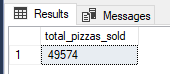 Results Messages
total_pizzas_sold
1 49574